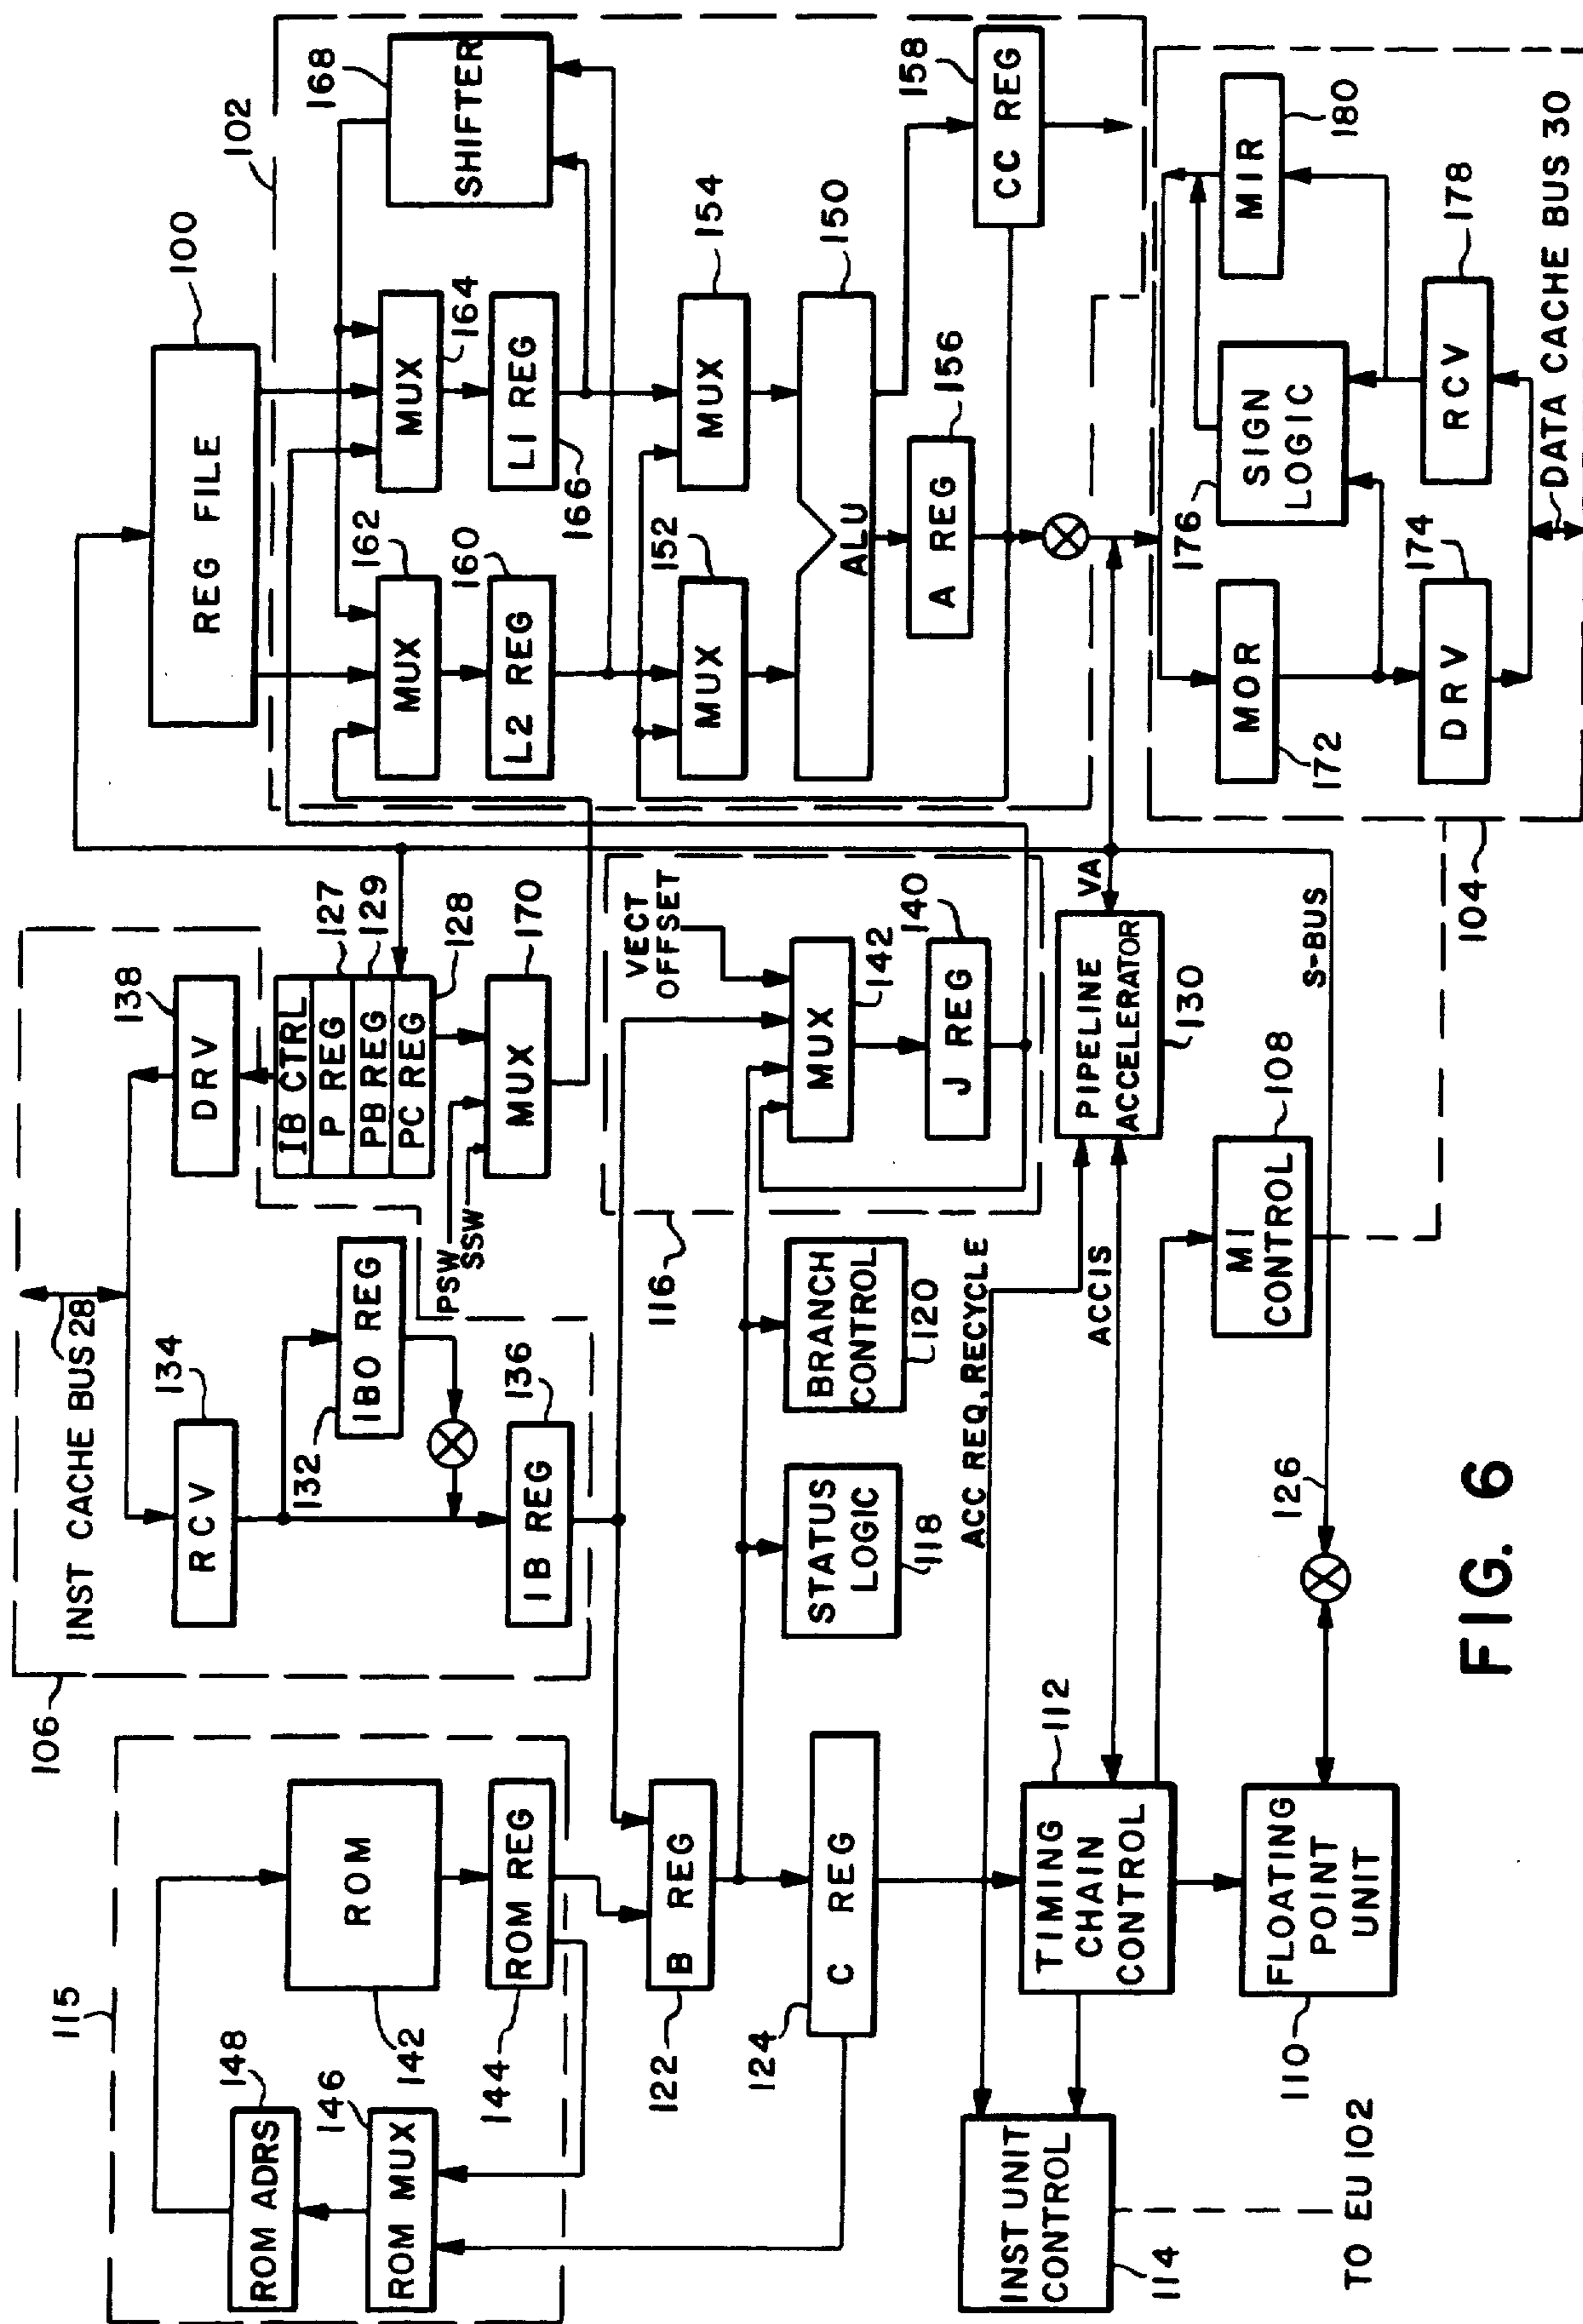 115
148
ROM ADRS
146
ROM MUX
ROM
142
ROM REG
144
106
INST CACHE BUS 28
134
RCV
132
IBO REG
136
IB REG
138
DRV
IB CTRL
P REG
PB REG
PC REG
127
129
128
PSW
SSW
MUX
170
100
REG FILE
102
168
SHIFTER
162
MUX
MUX
164
160
L2 REG
L1 REG
166
152
MUX
MUX
154
ALU
150
A REG
156
158
CC REG
122
B REG
124
C REG
STATUS
LOGIC
118
BRANCH
CONTROL
120
116
VECT
OFFSET
MUX
142
J REG
140
ACC REQ, RECYCLE
ACCIS
VA
PIPELINE
ACCELERATOR
130
112
TIMING
CHAIN
CONTROL
INST UNIT
CONTROL
114
TO EU 102
FLOATING
POINT
UNIT
110
126
MI
CONTROL
108
S-BUS
104
MOR
172
DRV
174
176
SIGN
LOGIC
MIR
180
RCV
178
DATA CACHE BUS 30
FIG. 6